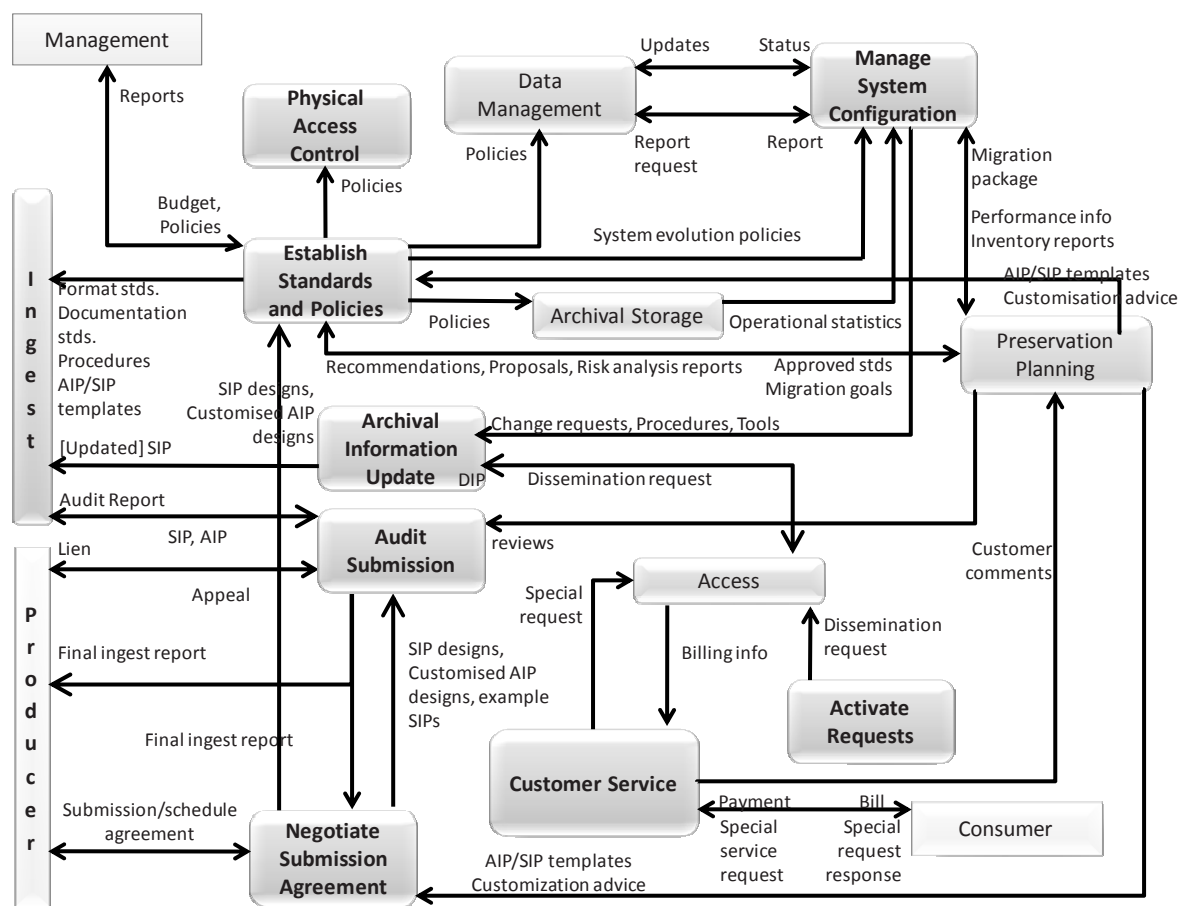 Management
Reports
Physical
Access
Control
Policies
Data
Management
Updates
Status
Manage
System
Configuration
Report
request
Report
Policies
Migration
package
Performance info
Inventory reports
Budget,
Policies
Establish
Standards
and Policies
System evolution policies
AIP/SIP templates
Customisation advice
Ingest
Format stds.
Documentation
stds.
Procedures
AIP/SIP
templates
Policies
Archival Storage
Operational statistics
Preservation
Planning
Recommendations, Proposals, Risk analysis reports
Approved stds
Migration goals
SIP designs,
Customised AIP
designs
Archival
Information
Update
Change requests, Procedures, Tools
[Updated] SIP
DIP
Dissemination request
Audit Report
SIP, AIP
Audit
Submission
reviews
Lien
Appeal
Producer
Customer
comments
Access
Special
request
Billing info
Dissemination
request
Activate
Requests
Final ingest report
SIP designs,
Customised AIP
designs, example
SIPs
Final ingest report
Customer Service
Payment
Special
service
request
Bill
Special
request
response
Consumer
Submission/schedule
agreement
Negotiate
Submission
Agreement
AIP/SIP templates
Customization advice